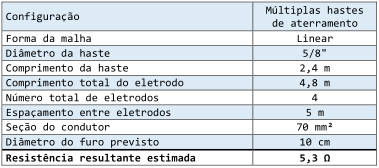 Configuração Múltiplas hastes
de aterramento
Forma da malha Linear
Diâmetro da haste 5/8"
Comprimento da haste 2,4 m
Comprimento total do eletrodo 4,8 m
Número total de eletrodos 4
Espaçamento entre eletrodos 5 m
Seção do condutor 70 mm²
Diâmetro do furo previsto 10 cm
Resistência resultante estimada 5,3 Ω